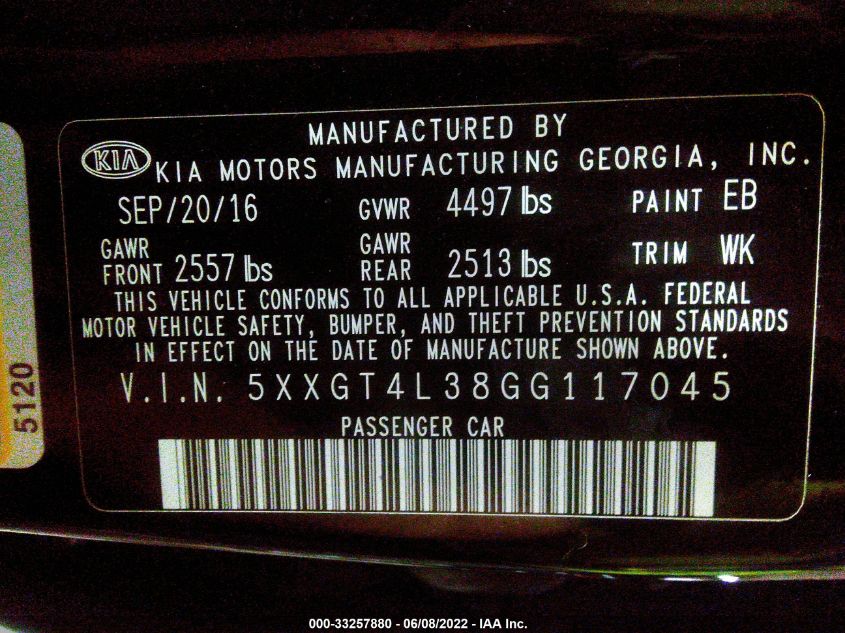 MANUFACTURED BY
KIA KIA MOTORS MANUFACTURING GEORGIA, INC.
SEP/20/16 GVWR 4497 lbs PAINT EB
GAWR FRONT 2557 lbs GAWR REAR 2513 lbs TRIM WK
THIS VEHICLE CONFORMS TO ALL APPLICABLE U.S.A. FEDERAL
MOTOR VEHICLE SAFETY, BUMPER, AND THEFT PREVENTION STANDARDS
IN EFFECT ON THE DATE OF MANUFACTURE SHOWN ABOVE.
V.I.N. 5XXGT4L38GG117045
PASSENGER CAR
5120
000-33257880 - 06/08/2022 - IAA Inc.